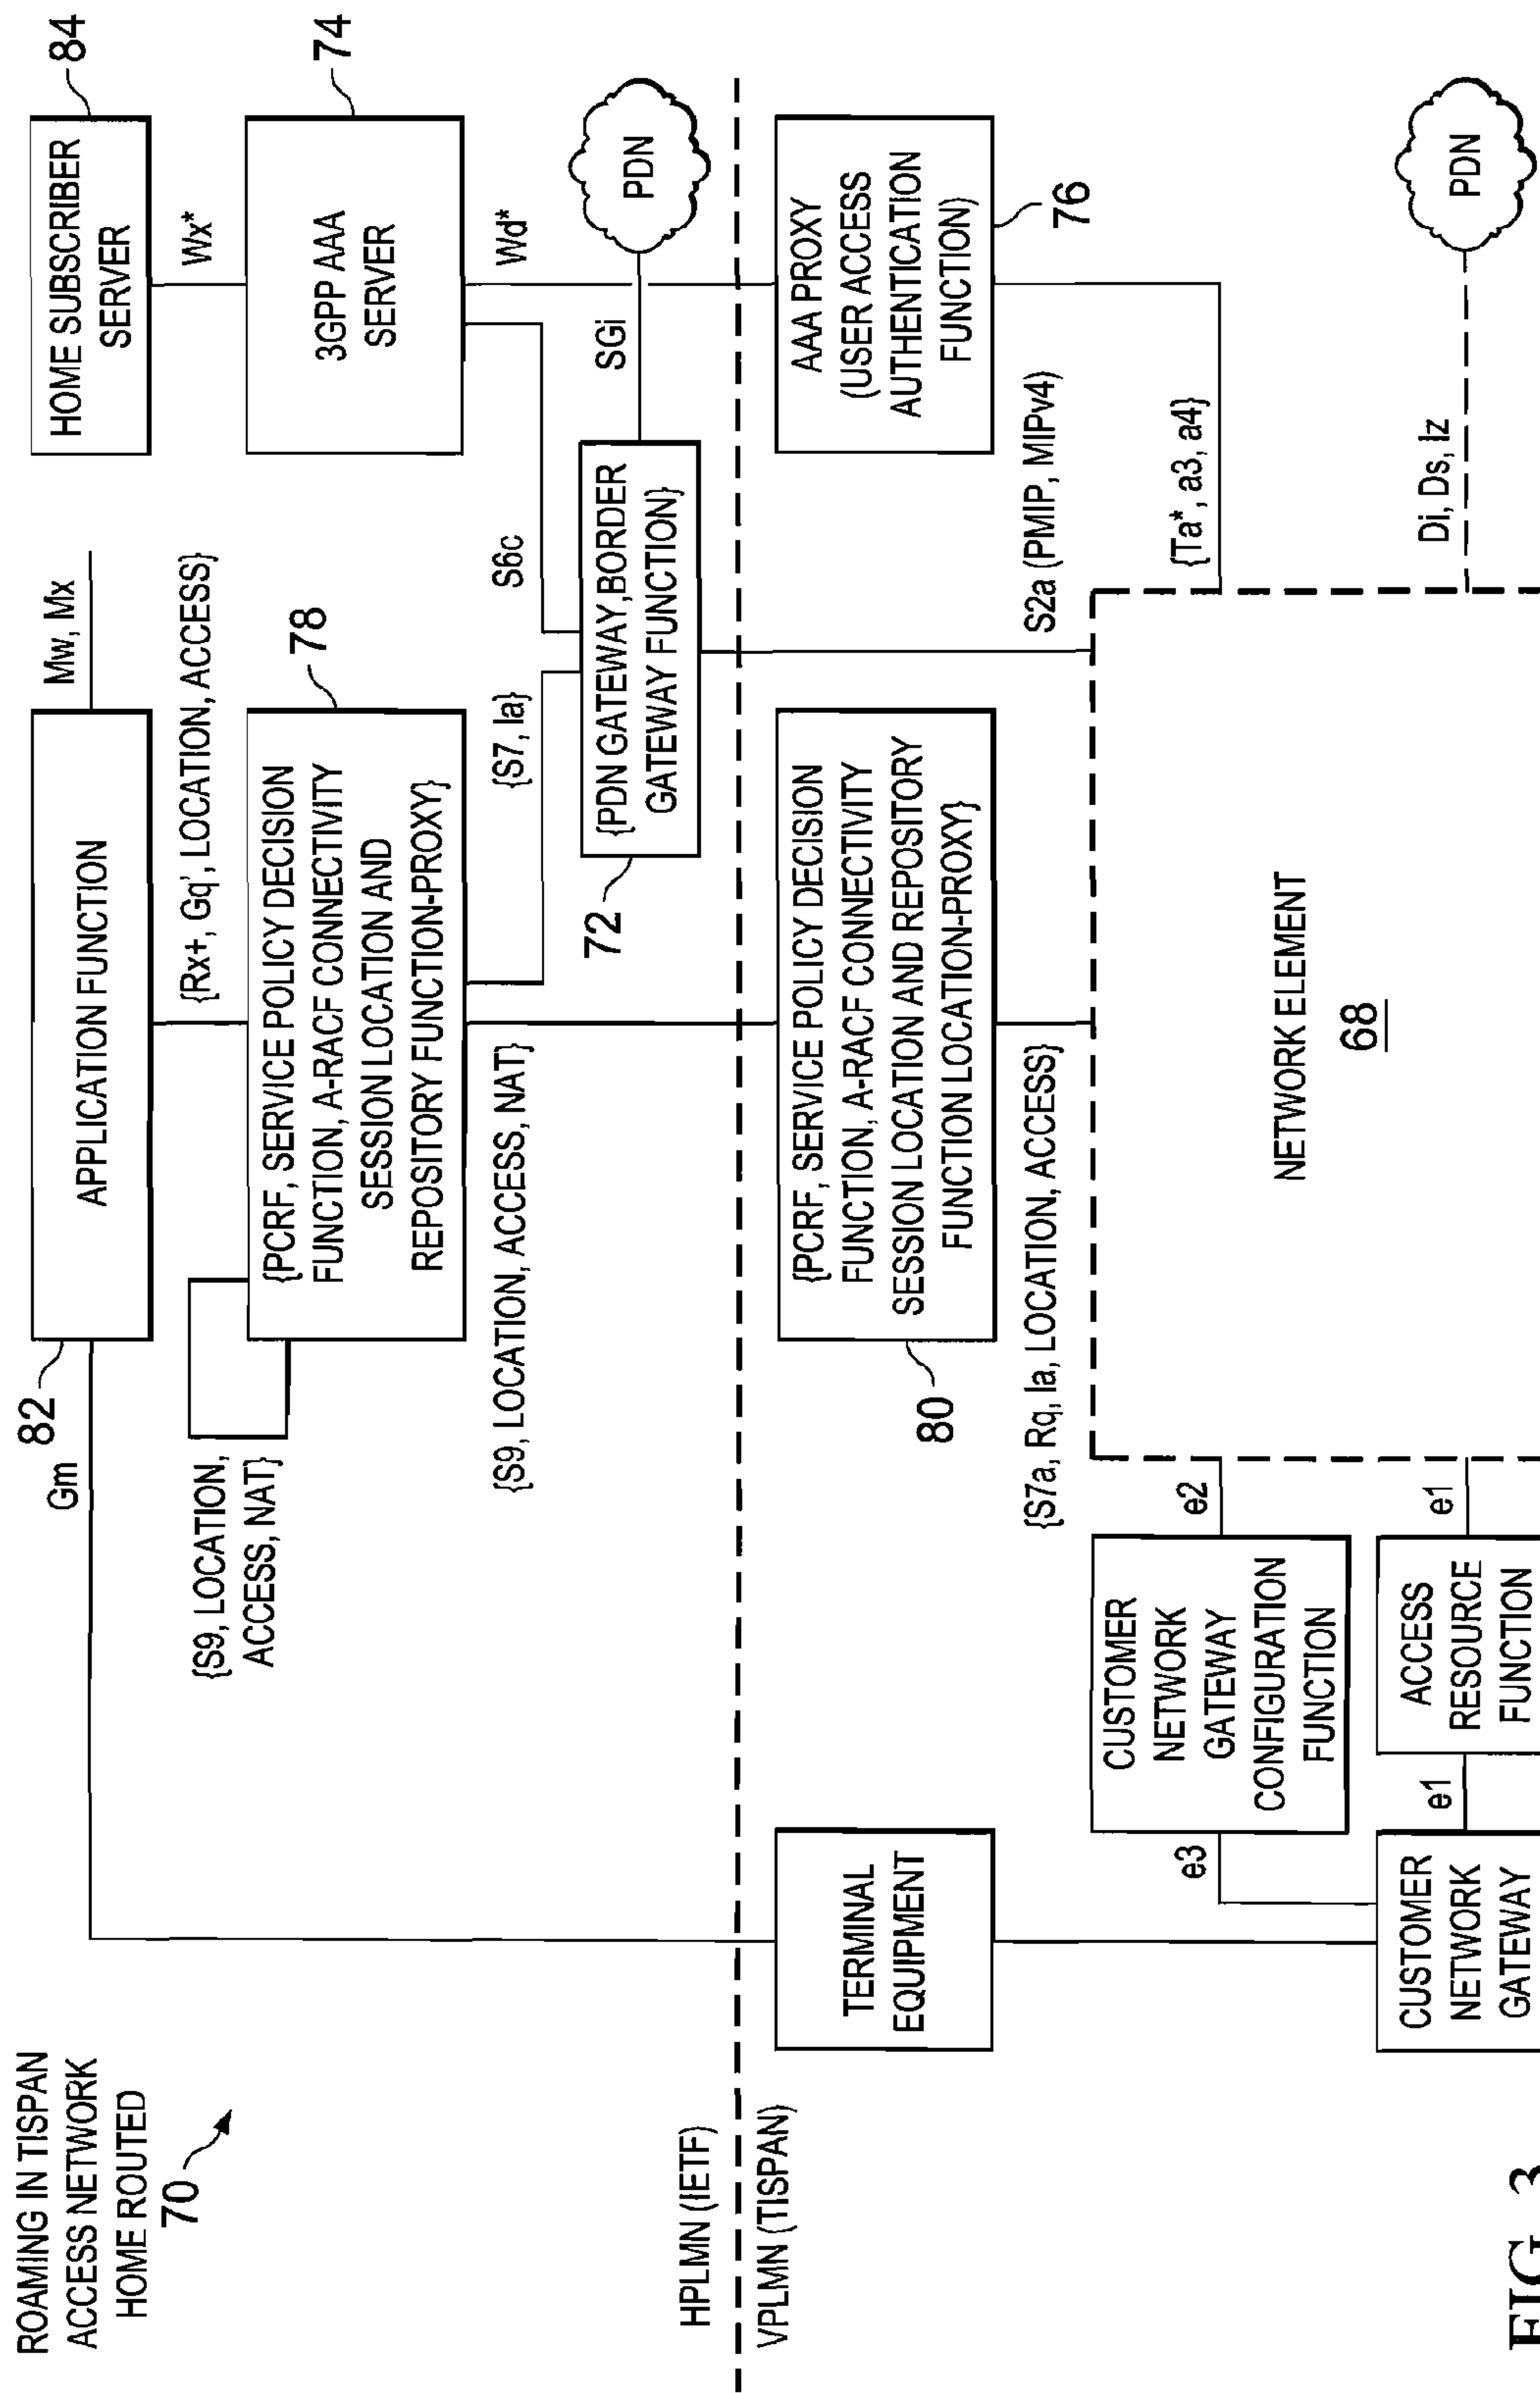 ROAMING IN TISPAN
ACCESS NETWORK
HOME ROUTED
70
82
APPLICATION FUNCTION
Mw, Mx
HOME SUBSCRIBER
SERVER
84
Gm
{Rx+, Gq', LOCATION, ACCESS}
Wx*
{S9, LOCATION,
ACCESS, NAT}
{PCRF, SERVICE POLICY DECISION
FUNCTION, A-RACF CONNECTIVITY
SESSION LOCATION AND
REPOSITORY FUNCTION-PROXY}
78
3GPP AAA
SERVER
74
{S9, LOCATION, ACCESS, NAT}
{S7, Ia}
S6c
Wd*
72
{PDN GATEWAY,BORDER
GATEWAY FUNCTION}
SGi
PDN
HPLMN (IETF)
VPLMN (TISPAN)
TERMINAL
EQUIPMENT
80
{PCRF, SERVICE POLICY DECISION
FUNCTION, A-RACF CONNECTIVITY
SESSION LOCATION AND REPOSITORY
FUNCTION LOCATION-PROXY}
AAA PROXY
(USER ACCESS
AUTHENTICATION
FUNCTION)
76
{S7a, Rq, Ia, LOCATION, ACCESS}
S2a (PMIP, MIPv4)
{Ta*, a3, a4}
e3
CUSTOMER
NETWORK
GATEWAY
CONFIGURATION
FUNCTION
e2
NETWORK ELEMENT
68
CUSTOMER
NETWORK
GATEWAY
e1
ACCESS
RESOURCE
FUNCTION
e1
Di, Ds, Iz
PDN
FIG. 3